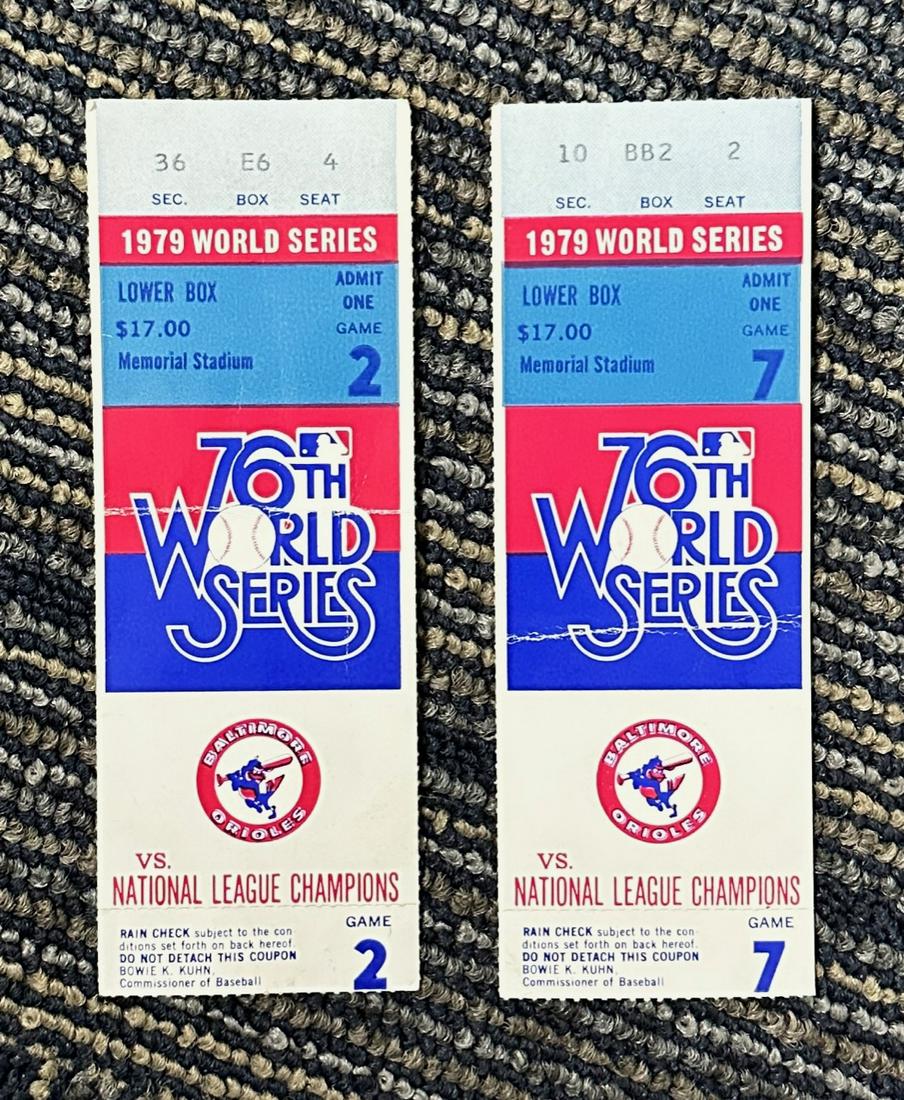 36 E6 4
SEC. BOX SEAT
1979 WORLD SERIES
LOWER BOX
$17.00
Memorial Stadium
ADMIT
ONE
GAME
2
76TH
WORLD
SERIES
BALTIMORE
ORIOLES
VS.
NATIONAL LEAGUE CHAMPIONS
RAIN CHECK subject to the con-
ditions set forth on back hereof.
DO NOT DETACH THIS COUPON
BOWIE K. KUHN,
Commissioner of Baseball
GAME
2
10 BB2 2
SEC. BOX SEAT
1979 WORLD SERIES
LOWER BOX
$17.00
Memorial Stadium
ADMIT
ONE
GAME
7
76TH
WORLD
SERIES
BALTIMORE
ORIOLES
VS.
NATIONAL LEAGUE CHAMPIONS
RAIN CHECK subject to the con-
ditions set forth on back hereof.
DO NOT DETACH THIS COUPON
BOWIE K. KUHN,
Commissioner of Baseball
GAME
7